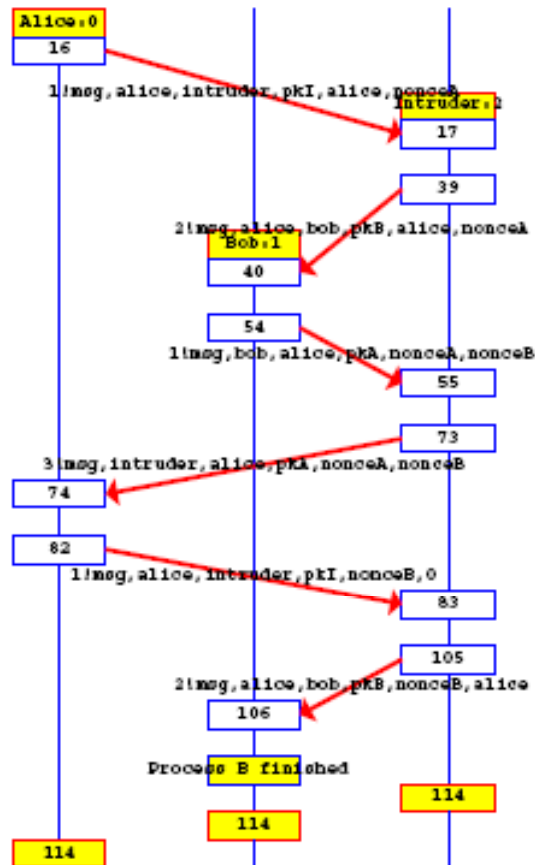 Alice:0
16
1!msg,alice,intruder,pkI,alice,nonceA
Intruder:2
17
39
2!msg,alice,bob,pkB,alice,nonceA
Bob:1
40
54
1!msg,bob,alice,pkA,nonceA,nonceB
55
73
3!msg,intruder,alice,pkA,nonceA,nonceB
74
82
1!msg,alice,intruder,pkI,nonceB,0
83
105
2!msg,alice,bob,pkB,nonceB,alice
106
Process B finished
114
114
114